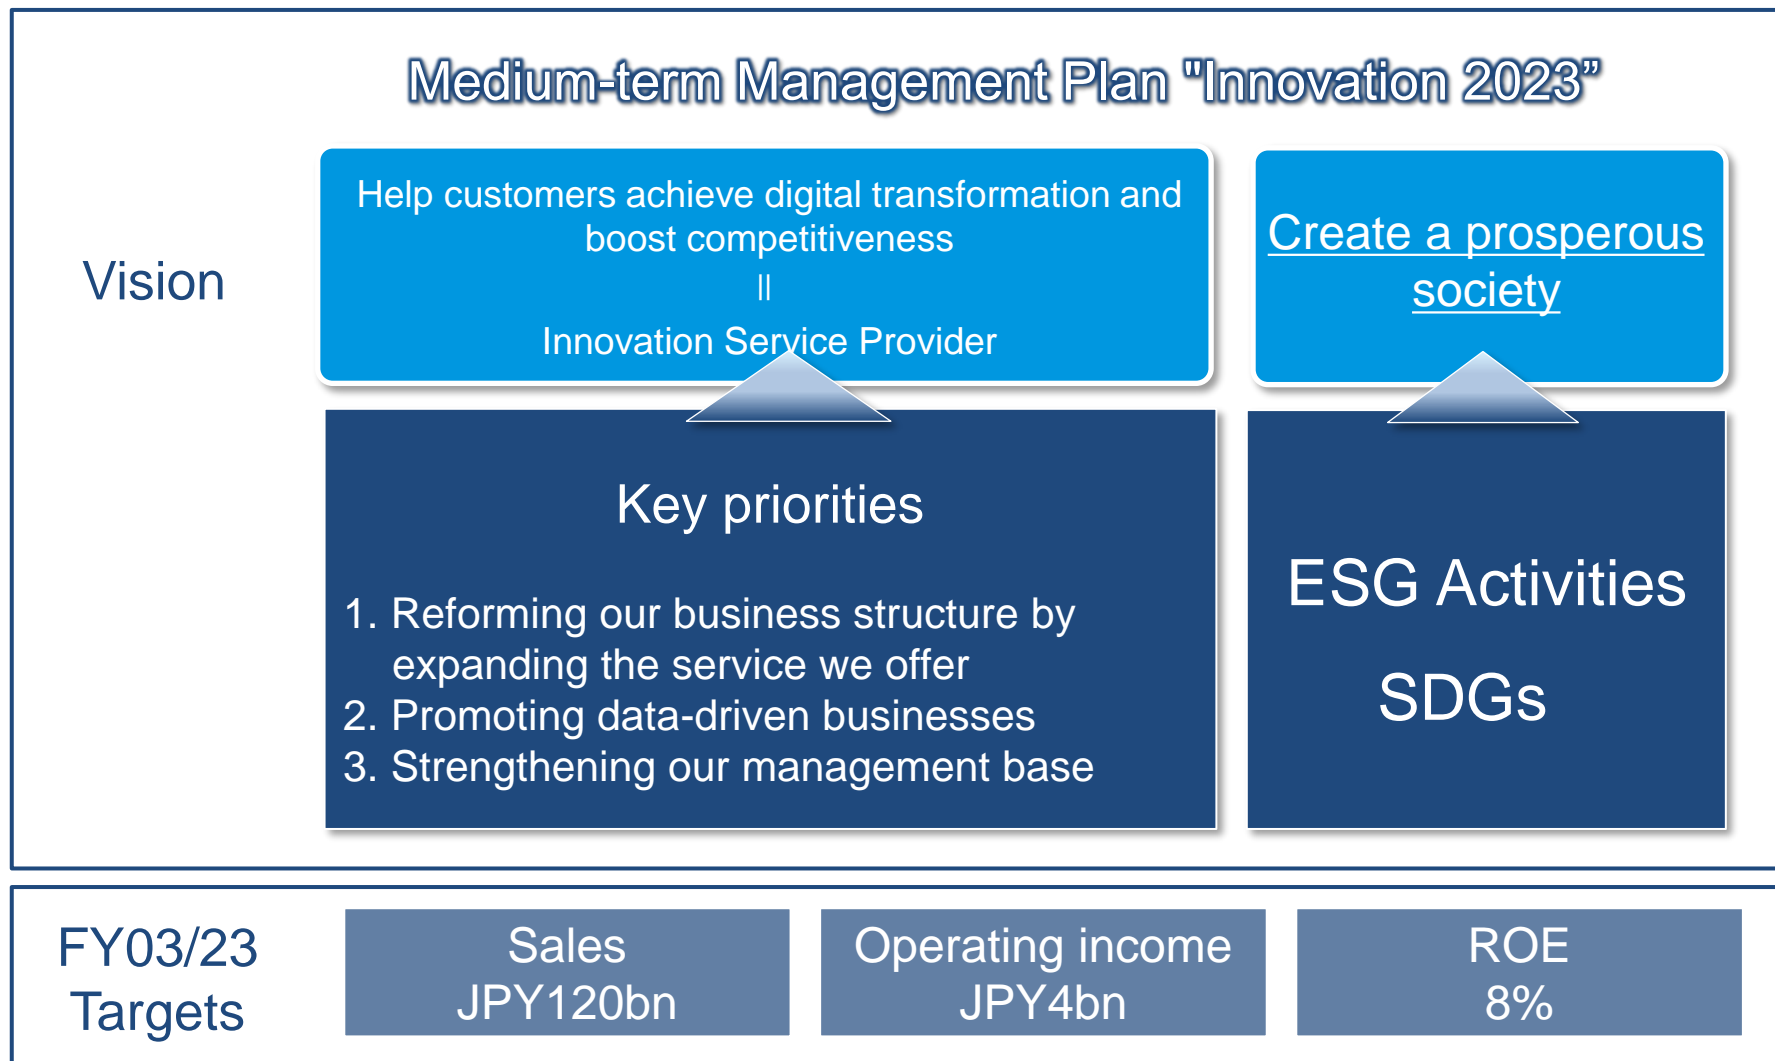 Medium-term Management Plan "Innovation 2023”
Vision
Help customers achieve digital transformation and
boost competitiveness
||
Innovation Service Provider
Create a prosperous
society
Key priorities
1. Reforming our business structure by
expanding the service we offer
2. Promoting data-driven businesses
3. Strengthening our management base
ESG Activities
SDGs
FY03/23
Targets
Sales
JPY120bn
Operating income
JPY4bn
ROE
8%